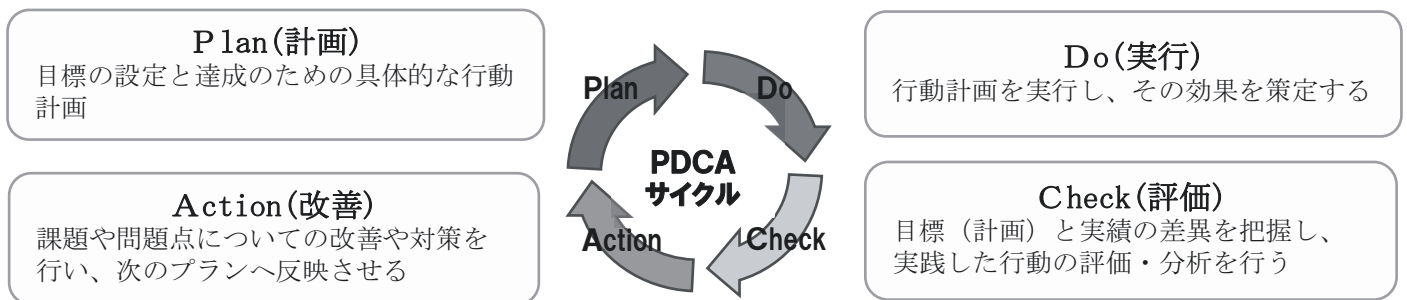 Plan(計画)
目標の設定と達成のための具体的な行動
計画
Do(実行)
行動計画を実行し、その効果を策定する
Plan
Do
PDCA
サイクル
Action
Check
Action(改善)
課題や問題点についての改善や対策を
行い、次のプランへ反映させる
Check(評価)
目標（計画）と実績の差異を把握し、
実践した行動の評価・分析を行う